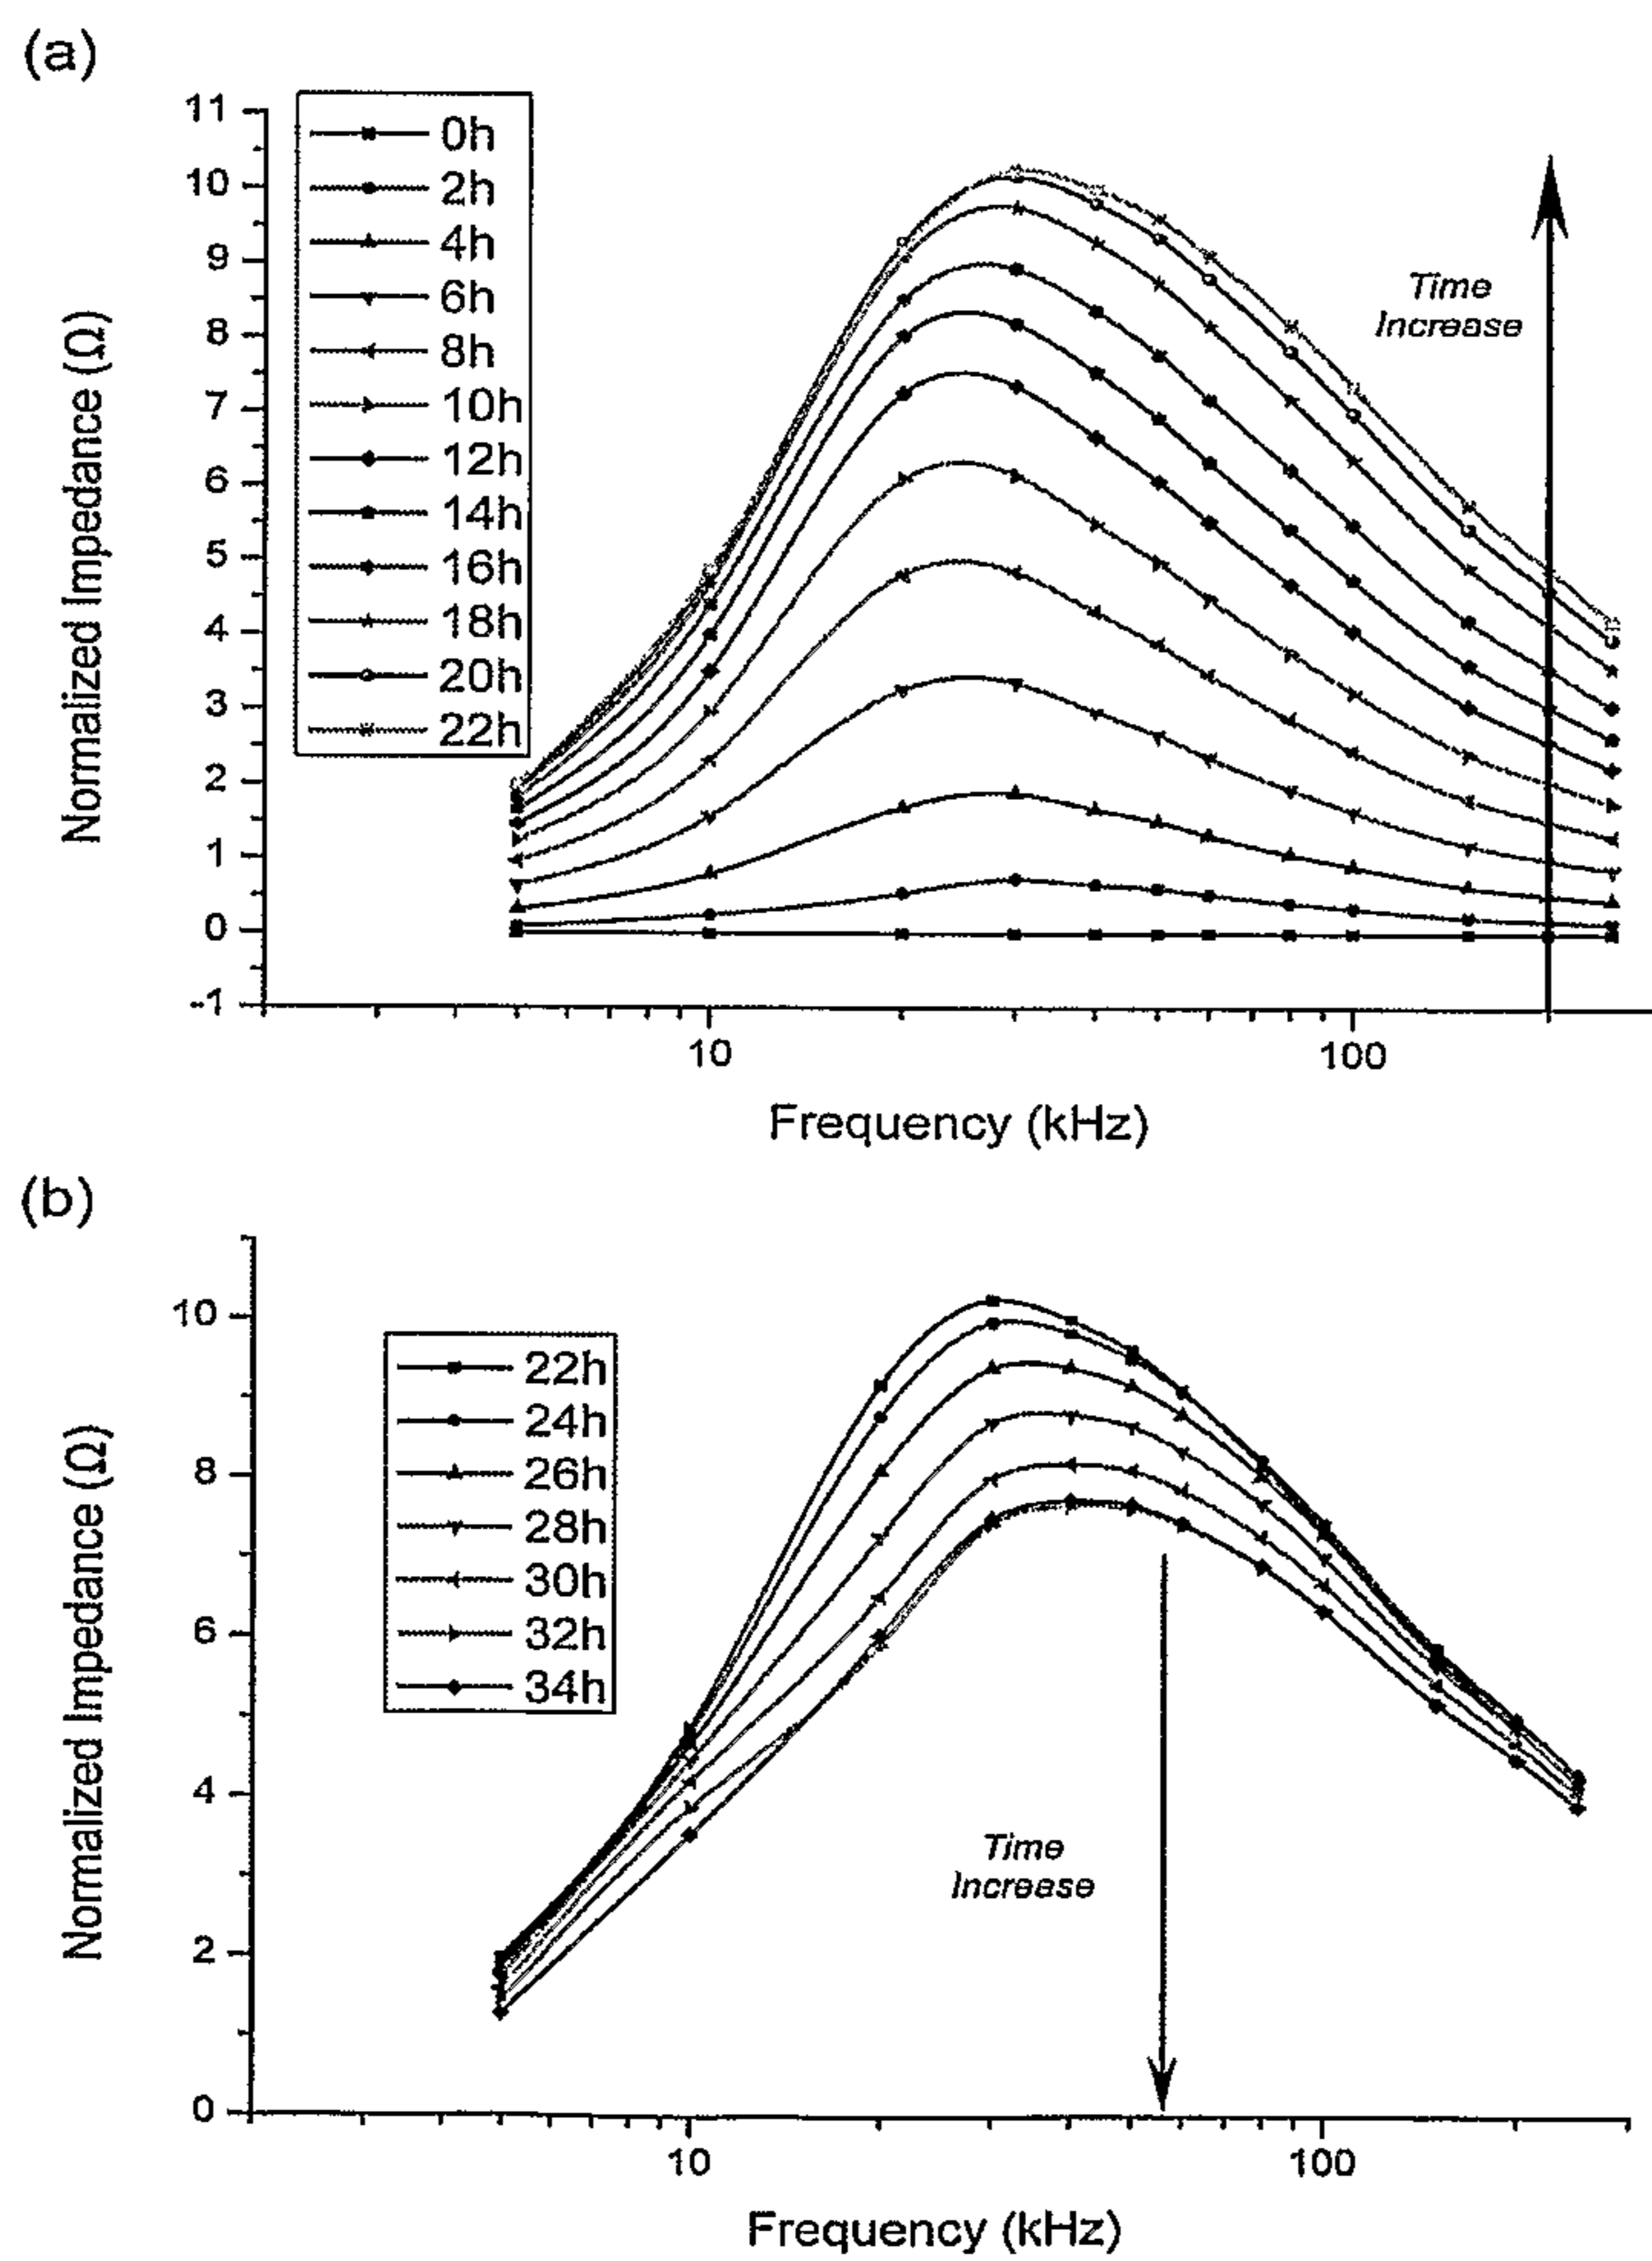 (a)
11
10
9
8
7
6
5
4
3
2
1
0
-1
Normalized Impedance (Ω)
0h
2h
4h
6h
8h
10h
12h
14h
16h
18h
20h
22h
Time
Increase
10
100
Frequency (kHz)
(b)
10
8
6
4
2
0
Normalized Impedance (Ω)
22h
24h
26h
28h
30h
32h
34h
Time
Increase
10
100
Frequency (kHz)